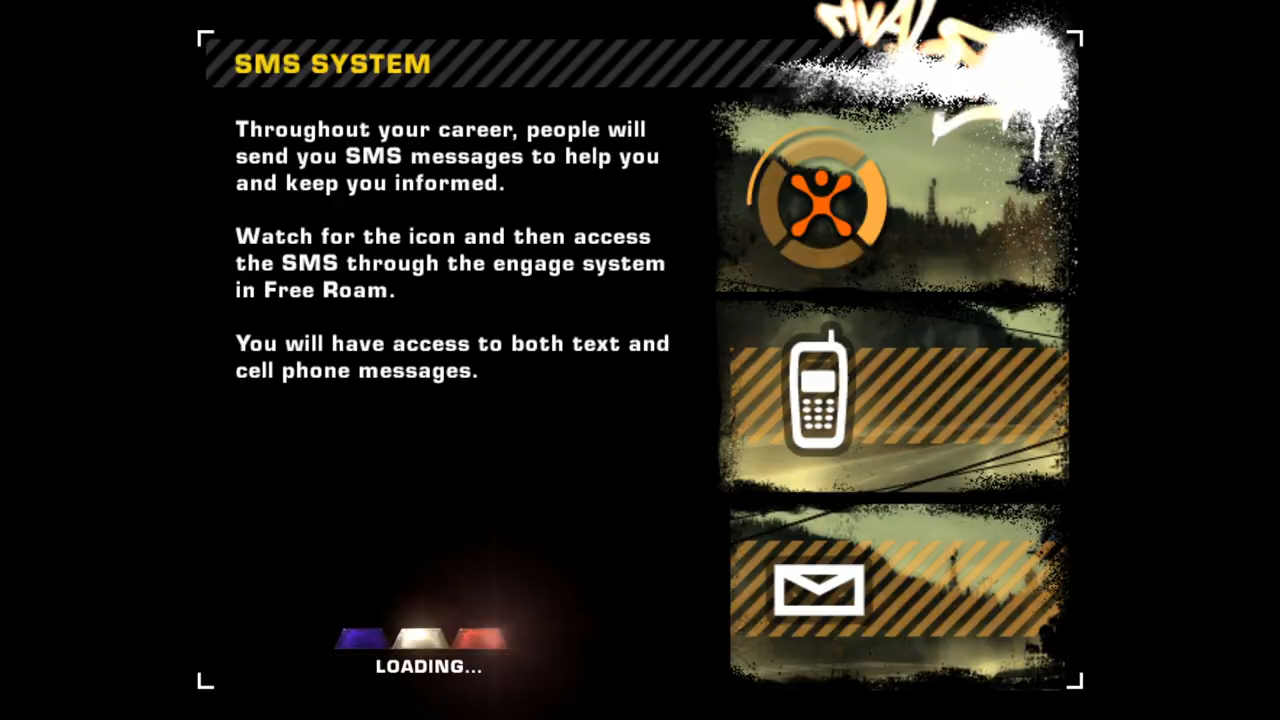 SMS SYSTEM
Throughout your career, people will
send you SMS messages to help you
and keep you informed.
Watch for the icon and then access
the SMS through the engage system
in Free Roam.
You will have access to both text and
cell phone messages.
LOADING...